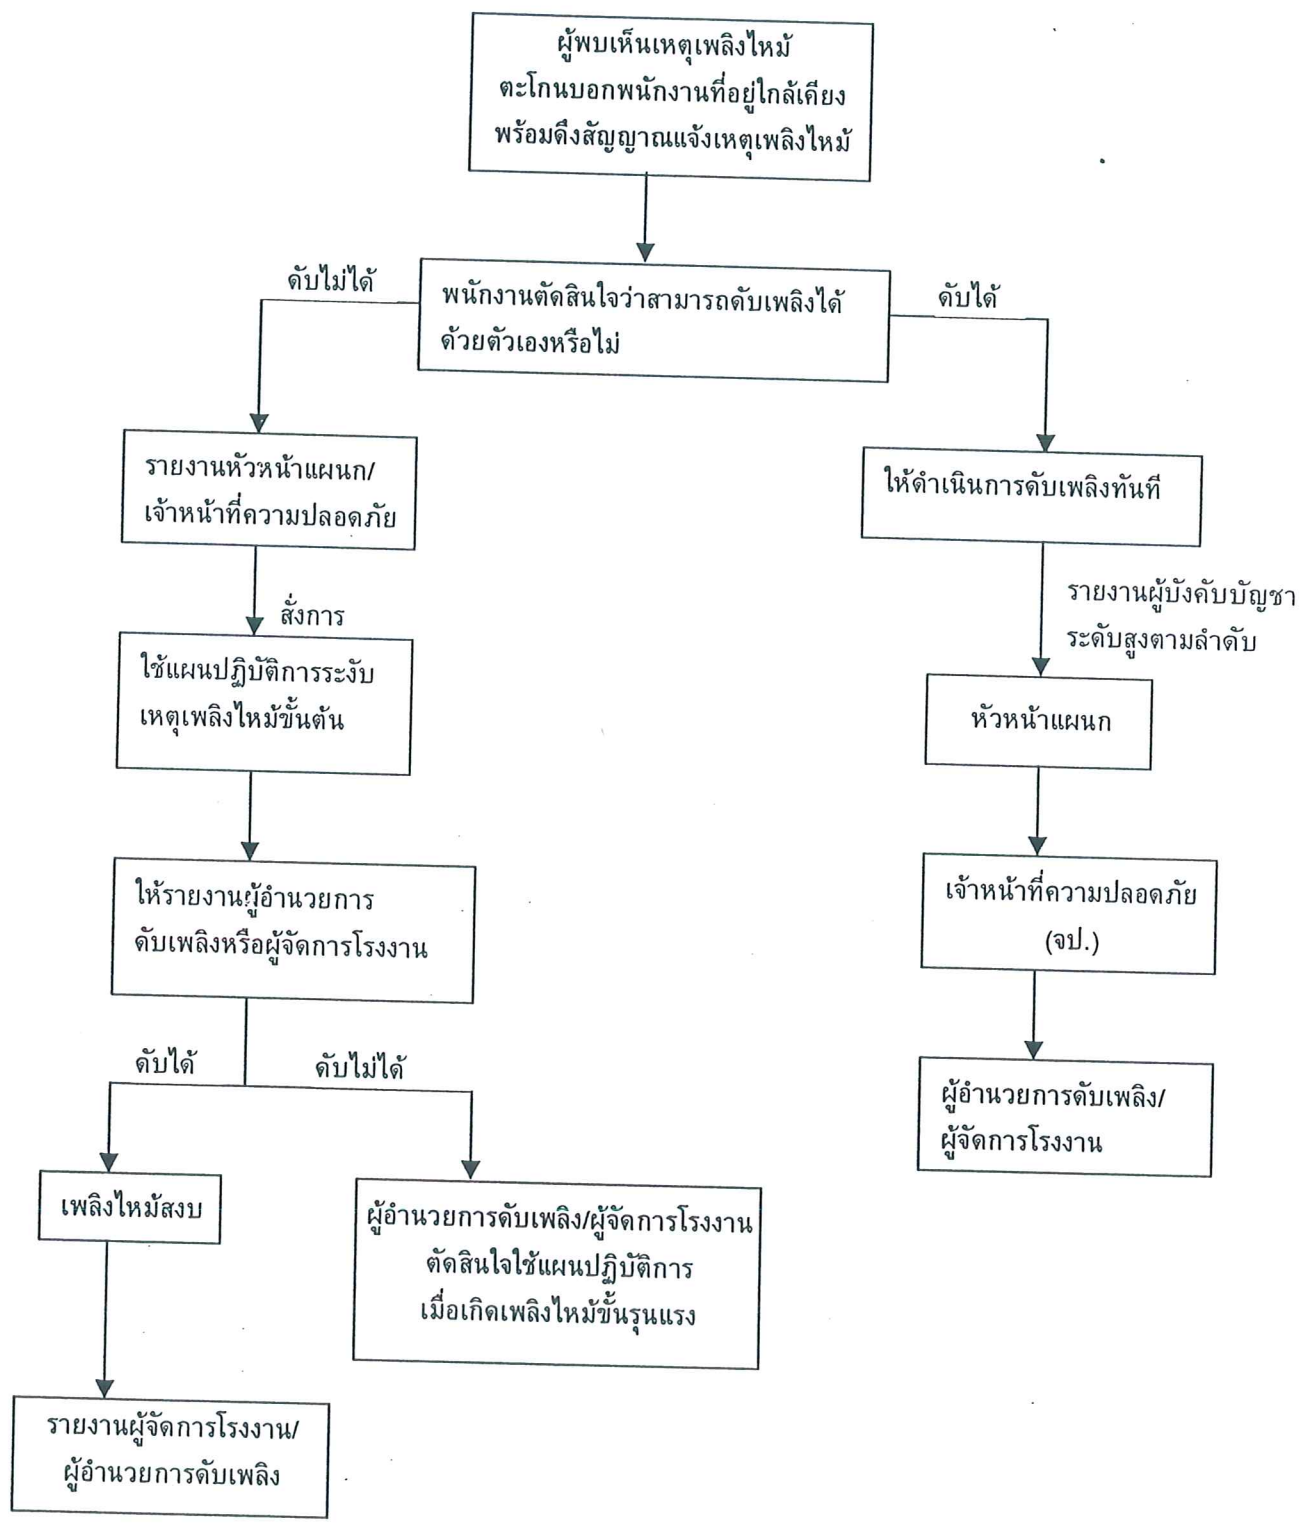 ผู้พบเห็นเหตุเพลิงไหม้
ตะโกนบอกพนักงานที่อยู่ใกล้เคียง
พร้อมดึงสัญญาณแจ้งเหตุเพลิงไหม้
พนักงานตัดสินใจว่าสามารถดับเพลิงได้
ด้วยตัวเองหรือไม่
ดับไม่ได้
ดับได้
รายงานหัวหน้าแผนก/
เจ้าหน้าที่ความปลอดภัย
สั่งการ
ใช้แผนปฏิบัติการระงับ
เหตุเพลิงไหม้ขั้นต้น
ให้รายงานผู้อำนวยการ
ดับเพลิงหรือผู้จัดการโรงงาน
ดับได้
ดับไม่ได้
เพลิงไหม้สงบ
ผู้อำนวยการดับเพลิง/ผู้จัดการโรงงาน
ตัดสินใจใช้แผนปฏิบัติการ
เมื่อเกิดเพลิงไหม้ขั้นรุนแรง
รายงานผู้จัดการโรงงาน/
ผู้อำนวยการดับเพลิง
ให้ดำเนินการดับเพลิงทันที
รายงานผู้บังคับบัญชา
ระดับสูงตามลำดับ
หัวหน้าแผนก
เจ้าหน้าที่ความปลอดภัย
(จป.)
ผู้อำนวยการดับเพลิง/
ผู้จัดการโรงงาน